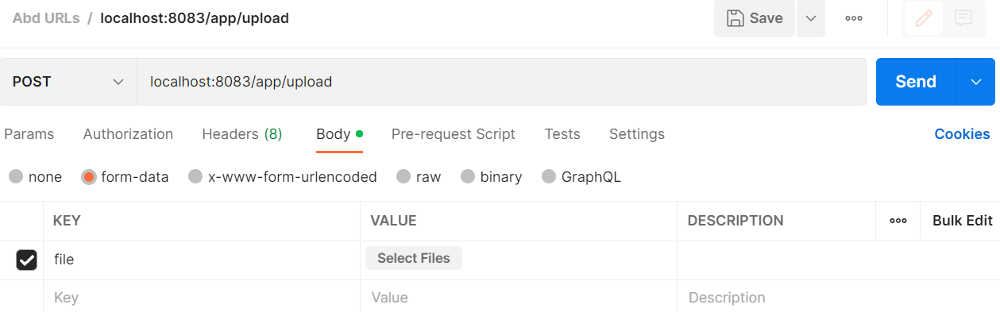 Abd URLs / localhost:8083/app/upload Save
POST localhost:8083/app/upload Send
Params Authorization Headers (8) Body Pre-request Script Tests Settings Cookies
none form-data x-www-form-urlencoded raw binary GraphQL
KEY VALUE DESCRIPTION Bulk Edit
file Select Files
Key Value Description